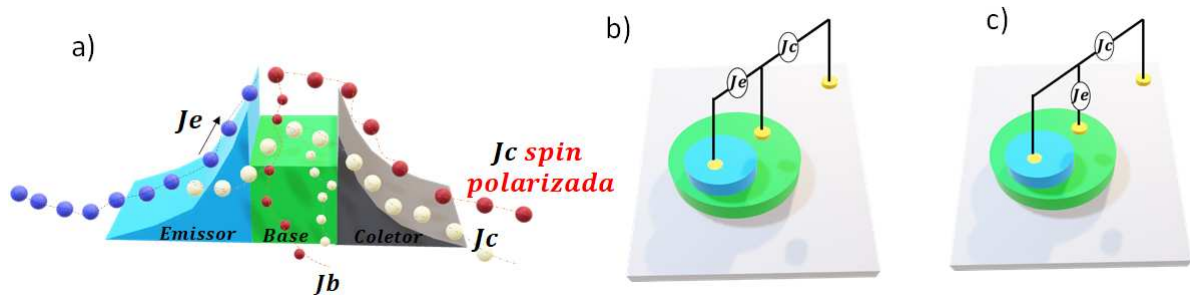 a)
Je
Emissor
Base
Coletor
Jb
Jc spin
polarizada
Jc
b)
Je
Jc
c)
Jc
Je